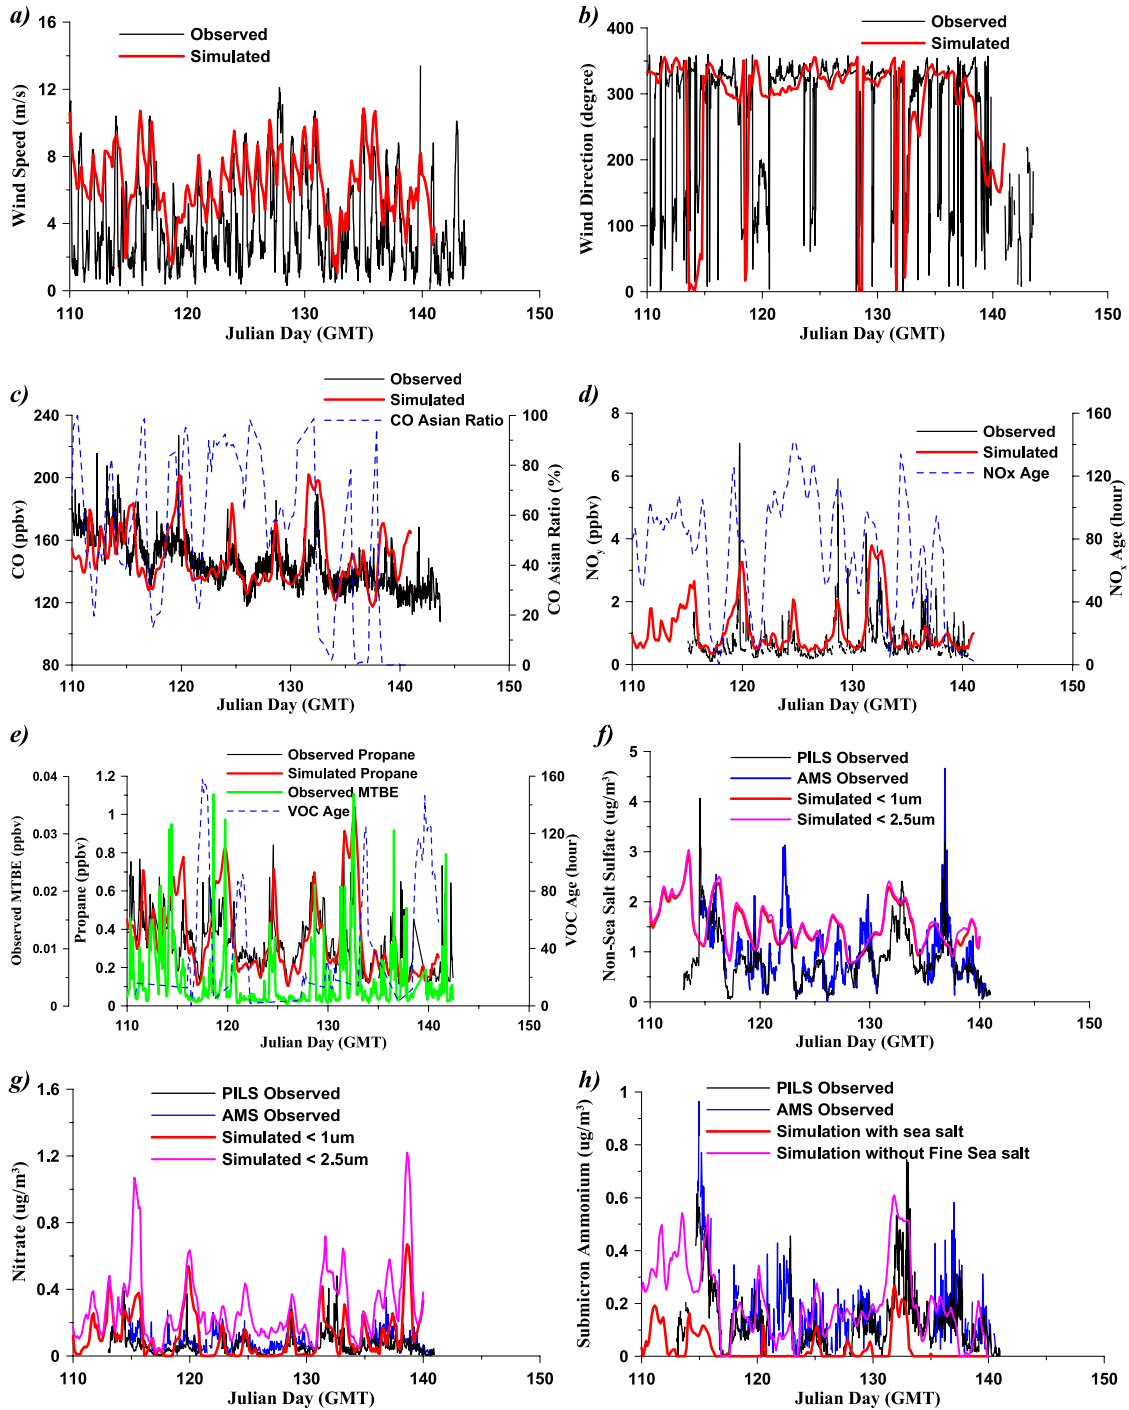 a)
Observed
Simulated
Wind Speed (m/s)
16
12
8
4
0
110 120 130 140 150
Julian Day (GMT)
b)
Observed
Simulated
Wind Direction (degree)
400
300
200
100
0
110 120 130 140 150
Julian Day (GMT)
c)
Observed
Simulated
CO Asian Ratio
CO (ppbv)
240
200
160
120
80
100
80
60
40
20
0
CO Asian Ratio (%)
110 120 130 140 150
Julian Day (GMT)
d)
Observed
Simulated
NOx Age
NOy (ppbv)
8
6
4
2
0
160
120
80
40
0
NOx Age (hour)
110 120 130 140 150
Julian Day (GMT)
e)
Observed Propane
Simulated Propane
Observed MTBE
VOC Age
Observed MTBE (ppbv)
0.04
0.03
0.02
0.01
0
Propane (ppbv)
1.2
1
0.8
0.6
0.4
0.2
0
160
120
80
40
0
VOC Age (hour)
110 120 130 140 150
Julian Day (GMT)
f)
PILS Observed
AMS Observed
Simulated < 1um
Simulated < 2.5um
Non-Sea Salt Sulfate (ug/m³)
5
4
3
2
1
0
110 120 130 140 150
Julian Day (GMT)
g)
PILS Observed
AMS Observed
Simulated < 1um
Simulated < 2.5um
Nitrate (ug/m³)
1.6
1.2
0.8
0.4
0
110 120 130 140 150
Julian Day (GMT)
h)
PILS Observed
AMS Observed
Simulation with sea salt
Simulation without Fine Sea salt
Submicron Ammonium (ug/m³)
1
0.8
0.6
0.4
0.2
0
110 120 130 140 150
Julian Day (GMT)